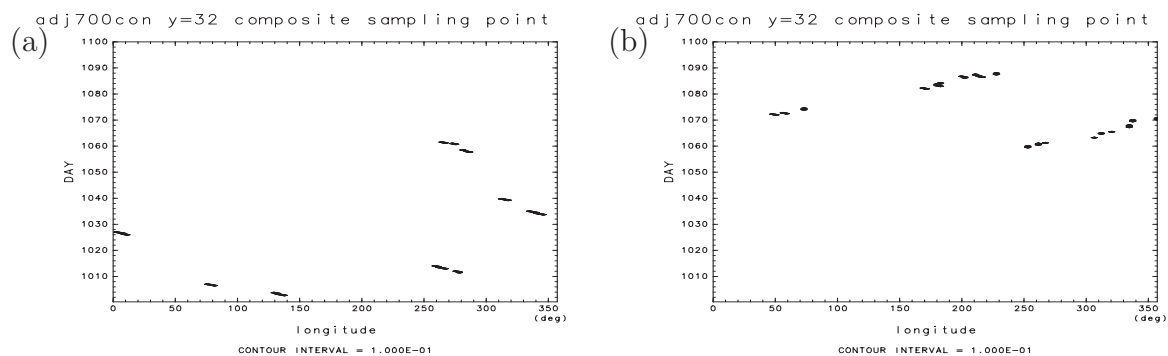 adj700con y=32 composite sampling point
(a)
1100
1090
1080
1070
1060
1050
1040
1030
1020
1010
DAY
0 50 100 150 200 250 300 350
(deg)
longitude
CONTOUR INTERVAL = 1.000E-01
adj700con y=32 composite sampling point
(b)
1100
1090
1080
1070
1060
1050
1040
1030
1020
1010
DAY
0 50 100 150 200 250 300 350
(deg)
longitude
CONTOUR INTERVAL = 1.000E-01